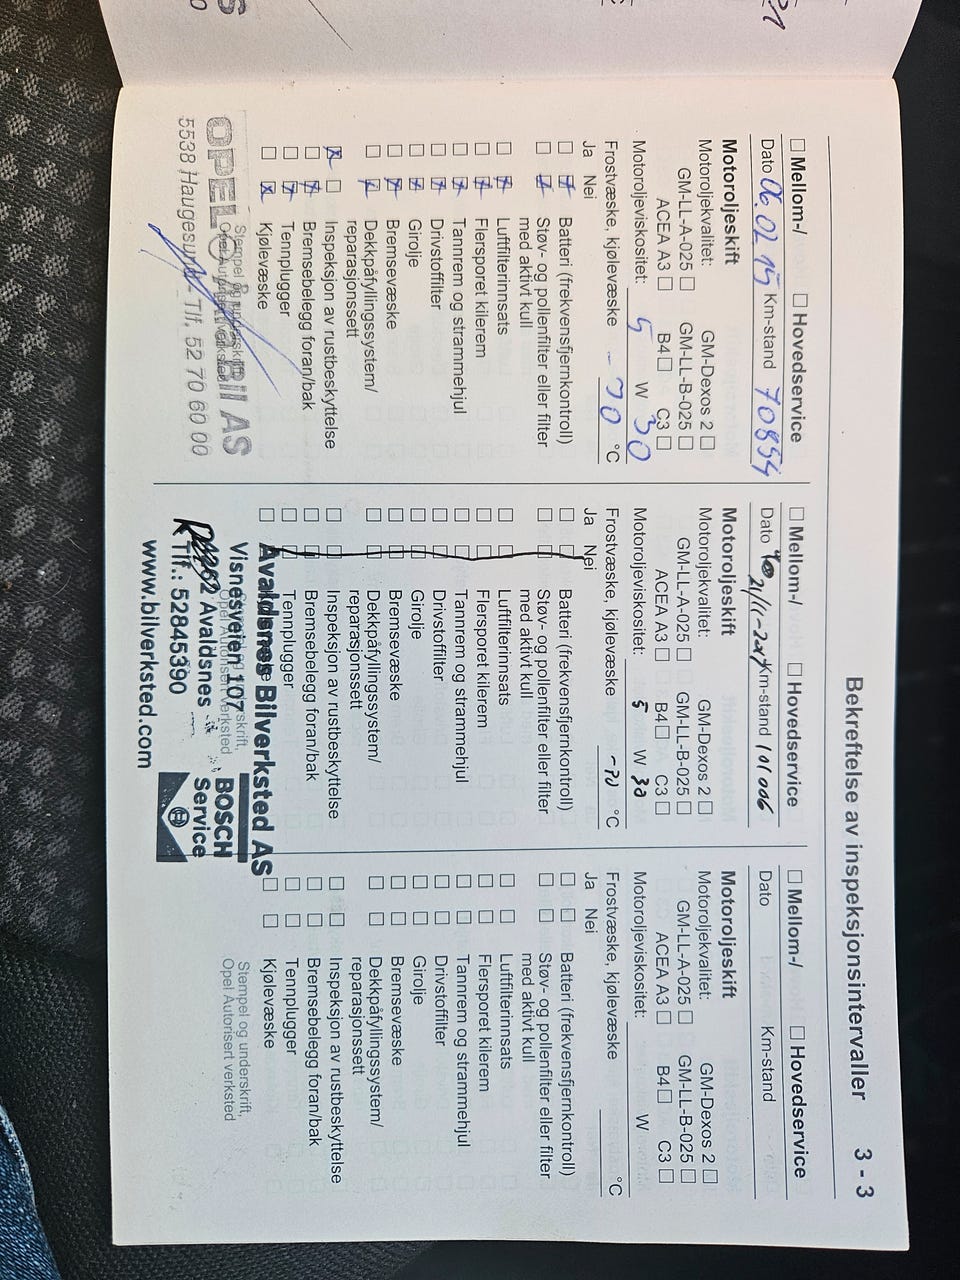 Bekreftelse av inspeksjonsintervaller 3 - 3
Mellom-/ Hovedservice
Dato 06.02.15 Km-stand 70854
Motoroljeskift
Motoroljekvalitet: GM-Dexos 2
GM-LL-A-025 GM-LL-B-025
ACEA A3 B4 C3
Motoroljeviskositet: 5 W 30
Frostvæske, kjølevæske °C
Ja Nei
Batteri (frekvensfjernkontroll)
Støv- og pollenfilter eller filter
med aktivt kull
Luftfilterinnsats
Flersporet kilerem
Tannrem og strammehjul
Drivstoffilter
Girolje
Bremsevæske
Dekkpåfyllingssystem/
reparasjonssett
Inspeksjon av rustbeskyttelse
Bremsebelegg foran/bak
Tennplugger
Kjølevæske
Stempel og underskrift,
Opel Autorisert verksted
OPEL Bil AS
5538 Haugesund Tlf. 52 70 60 00
Mellom-/ Hovedservice
Dato 21/11- Km-stand 101006
Motoroljeskift
Motoroljekvalitet: GM-Dexos 2
GM-LL-A-025 GM-LL-B-025
ACEA A3 B4 C3
Motoroljeviskositet: 5 W 30
Frostvæske, kjølevæske °C
Ja Nei
Batteri (frekvensfjernkontroll)
Støv- og pollenfilter eller filter
med aktivt kull
Luftfilterinnsats
Flersporet kilerem
Tannrem og strammehjul
Drivstoffilter
Girolje
Bremsevæske
Dekkpåfyllingssystem/
reparasjonssett
Inspeksjon av rustbeskyttelse
Bremsebelegg foran/bak
Tennplugger
Avaldsnes Bilverksted AS
Visnesveien 107
4262 Avaldsnes
Tlf.: 52845390
www.bilverksted.com
BOSCH
Service
Mellom-/ Hovedservice
Dato Km-stand
Motoroljeskift
Motoroljekvalitet: GM-Dexos 2
GM-LL-A-025 GM-LL-B-025
ACEA A3 B4 C3
Motoroljeviskositet: W
Frostvæske, kjølevæske °C
Ja Nei
Batteri (frekvensfjernkontroll)
Støv- og pollenfilter eller filter
med aktivt kull
Luftfilterinnsats
Flersporet kilerem
Tannrem og strammehjul
Drivstoffilter
Girolje
Bremsevæske
Dekkpåfyllingssystem/
reparasjonssett
Inspeksjon av rustbeskyttelse
Bremsebelegg foran/bak
Tennplugger
Kjølevæske
Stempel og underskrift,
Opel Autorisert verksted